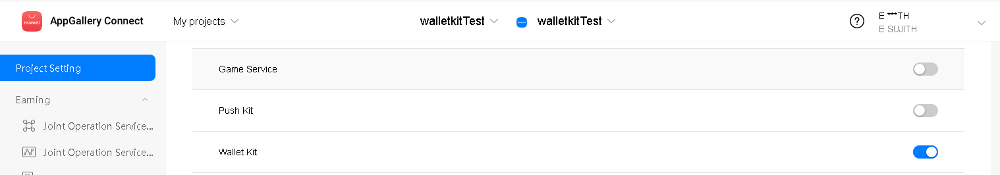 HUAWEI
AppGallery Connect
My projects
walletkitTest
walletkitTest
E ***TH
E SUJITH
Project Setting
Game Service
Earning
Push Kit
Joint Operation Service...
Joint Operation Service...
Wallet Kit